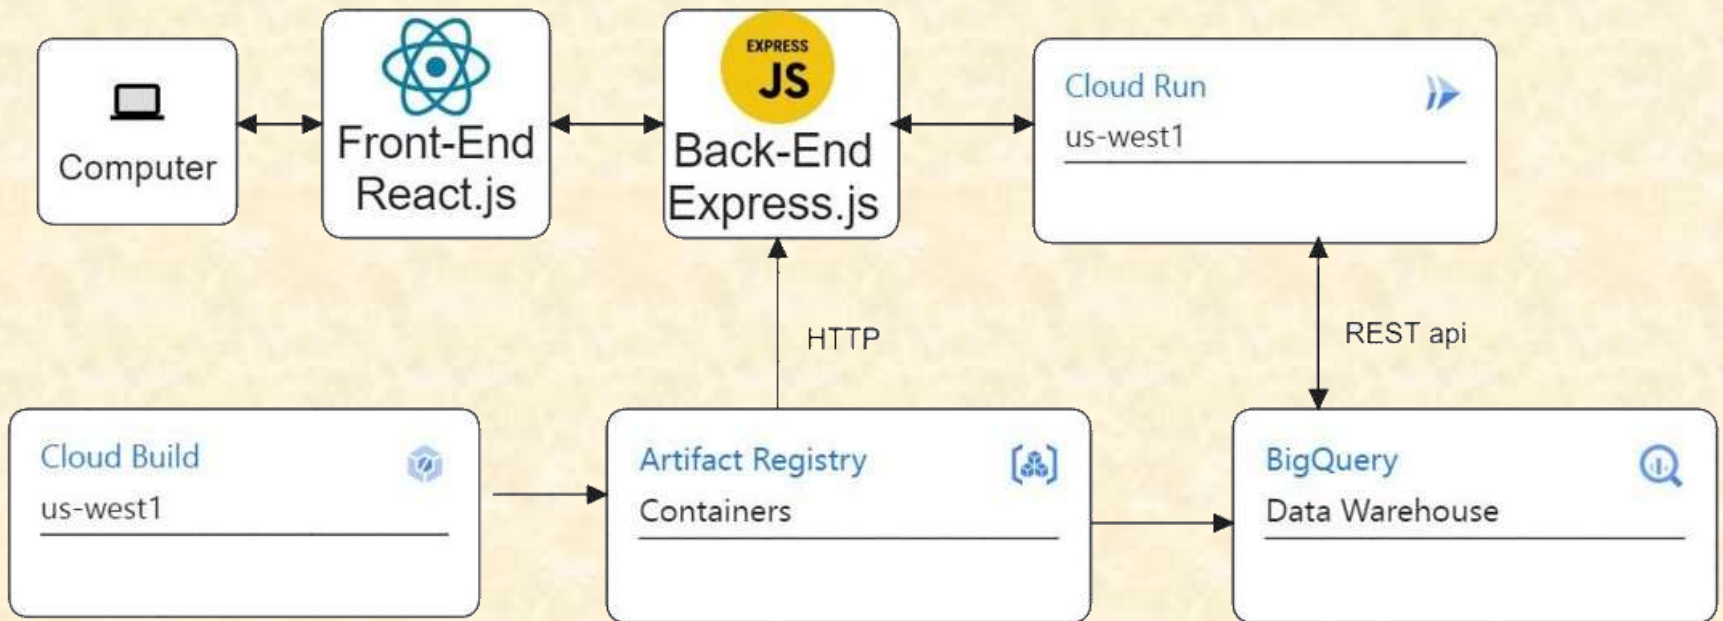 Computer
Front-End
React.js
EXPRESS
JS
Back-End
Express.js
Cloud Run
us-west1
HTTP
REST api
Cloud Build
us-west1
Artifact Registry
Containers
BigQuery
Data Warehouse